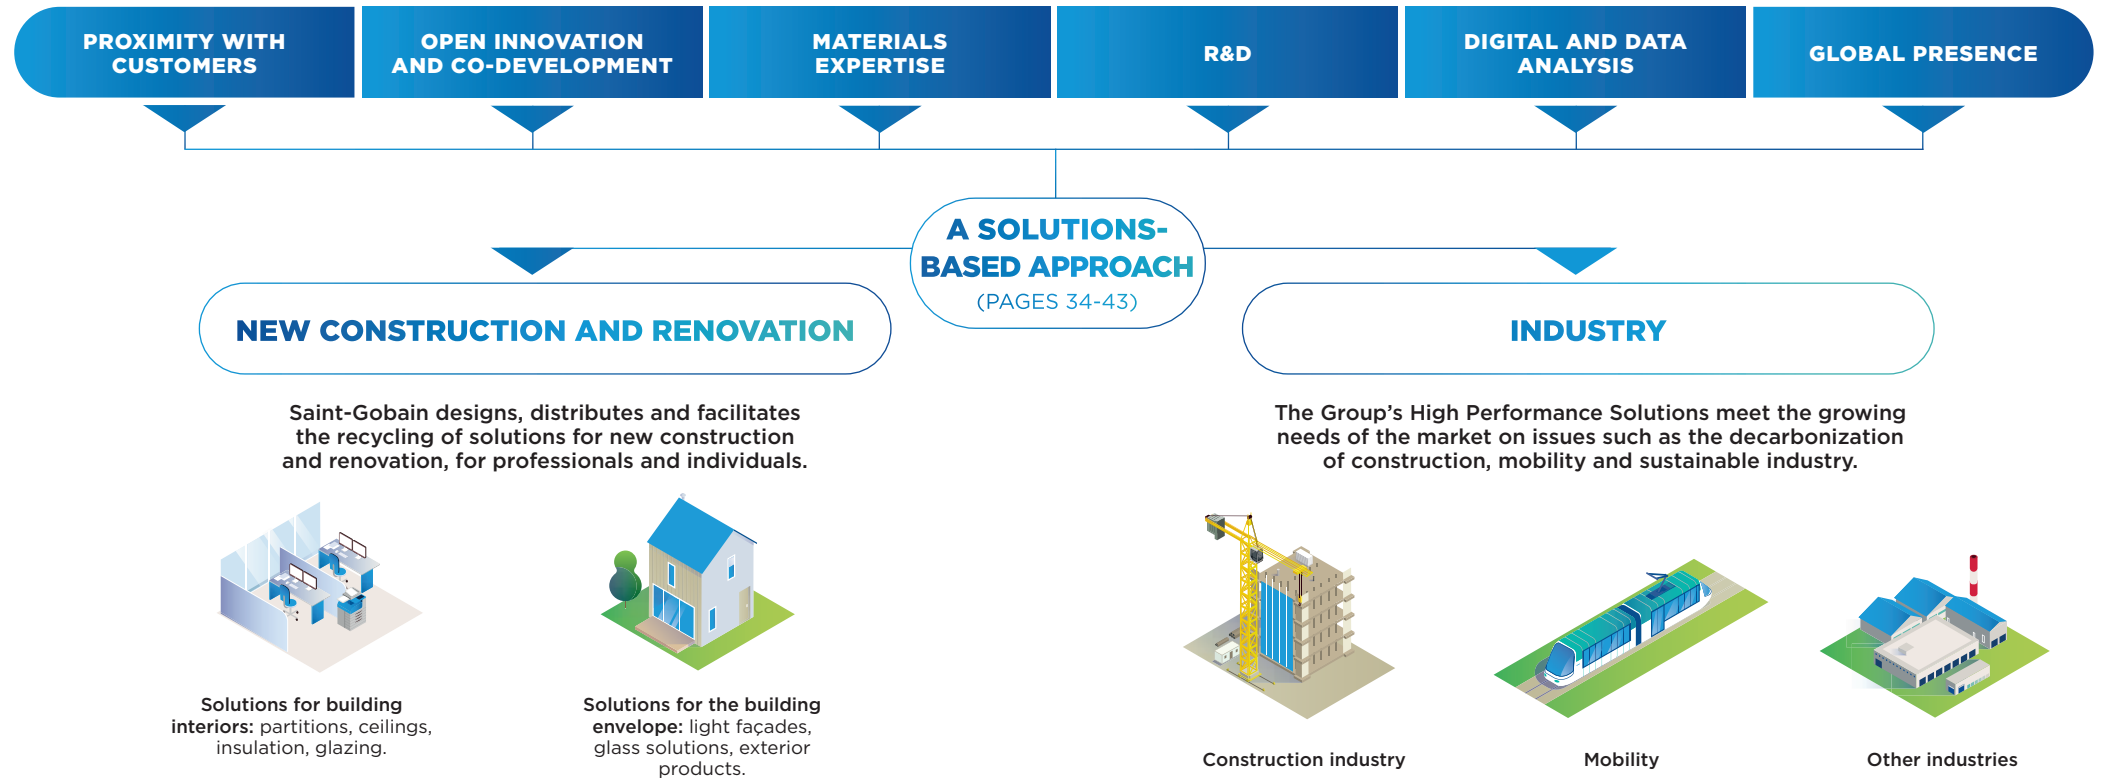 PROXIMITY WITH
CUSTOMERS
OPEN INNOVATION
AND CO-DEVELOPMENT
MATERIALS
EXPERTISE
R&D
DIGITAL AND DATA
ANALYSIS
GLOBAL PRESENCE
A SOLUTIONS-
BASED APPROACH
(PAGES 34-43)
NEW CONSTRUCTION AND RENOVATION
Saint-Gobain designs, distributes and facilitates
the recycling of solutions for new construction
and renovation, for professionals and individuals.
Solutions for building
interiors: partitions, ceilings,
insulation, glazing.
Solutions for the building
envelope: light façades,
glass solutions, exterior
products.
INDUSTRY
The Group’s High Performance Solutions meet the growing
needs of the market on issues such as the decarbonization
of construction, mobility and sustainable industry.
Construction industry
Mobility
Other industries